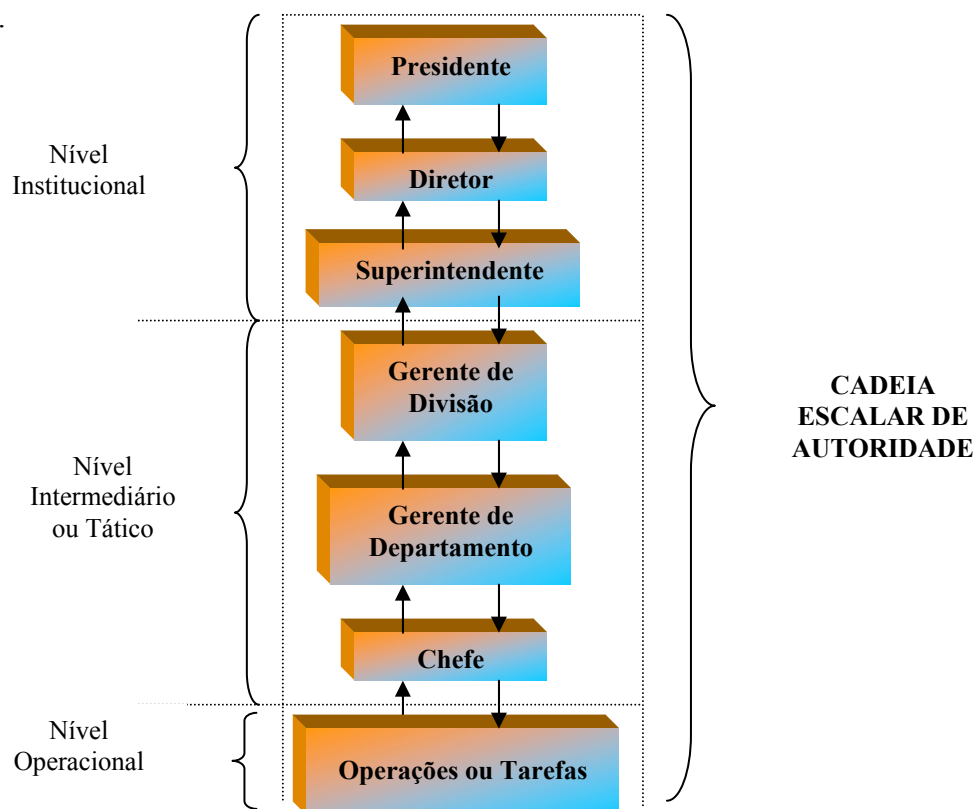 Presidente
Diretor
Superintendente
Nível
Institucional
Gerente de
Divisão
Gerente de
Departamento
Chefe
Nível
Intermediário
ou Tático
Operações ou Tarefas
Nível
Operacional
CADEIA
ESCALAR DE
AUTORIDADE